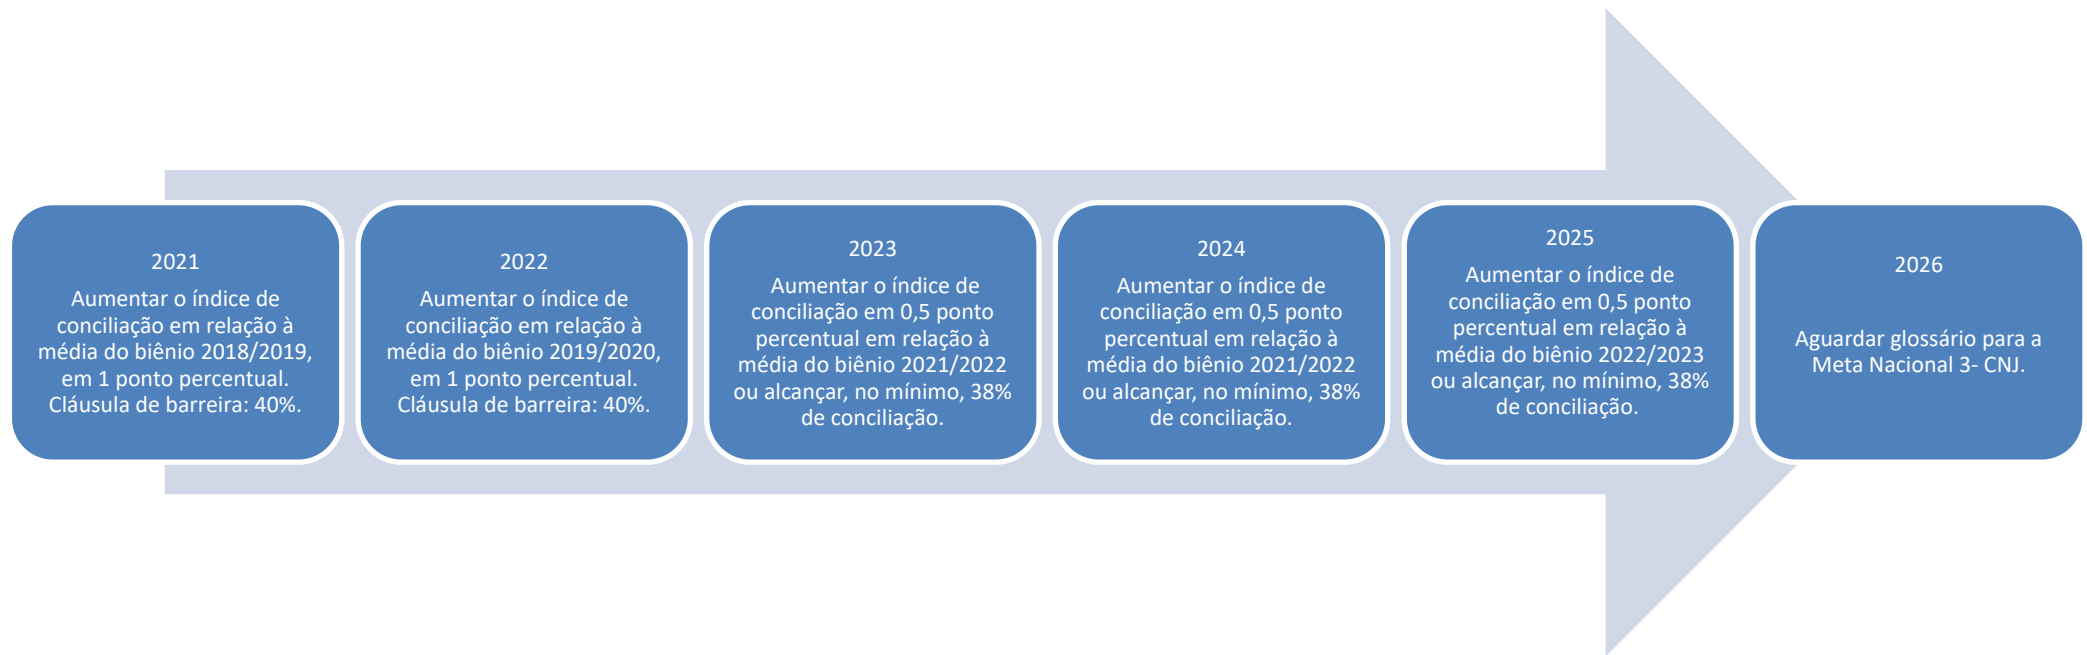 2021
Aumentar o índice de
conciliação em relação à
média do biênio 2018/2019,
em 1 ponto percentual.
Cláusula de barreira: 40%.
2022
Aumentar o índice de
conciliação em relação à
média do biênio 2019/2020,
em 1 ponto percentual.
Cláusula de barreira: 40%.
2023
Aumentar o índice de
conciliação em 0,5 ponto
percentual em relação à
média do biênio 2021/2022
ou alcançar, no mínimo, 38%
de conciliação.
2024
Aumentar o índice de
conciliação em 0,5 ponto
percentual em relação à
média do biênio 2021/2022
ou alcançar, no mínimo, 38%
de conciliação.
2025
Aumentar o índice de
conciliação em 0,5 ponto
percentual em relação à
média do biênio 2022/2023
ou alcançar, no mínimo, 38%
de conciliação.
2026
Aguardar glossário para a
Meta Nacional 3- CNJ.